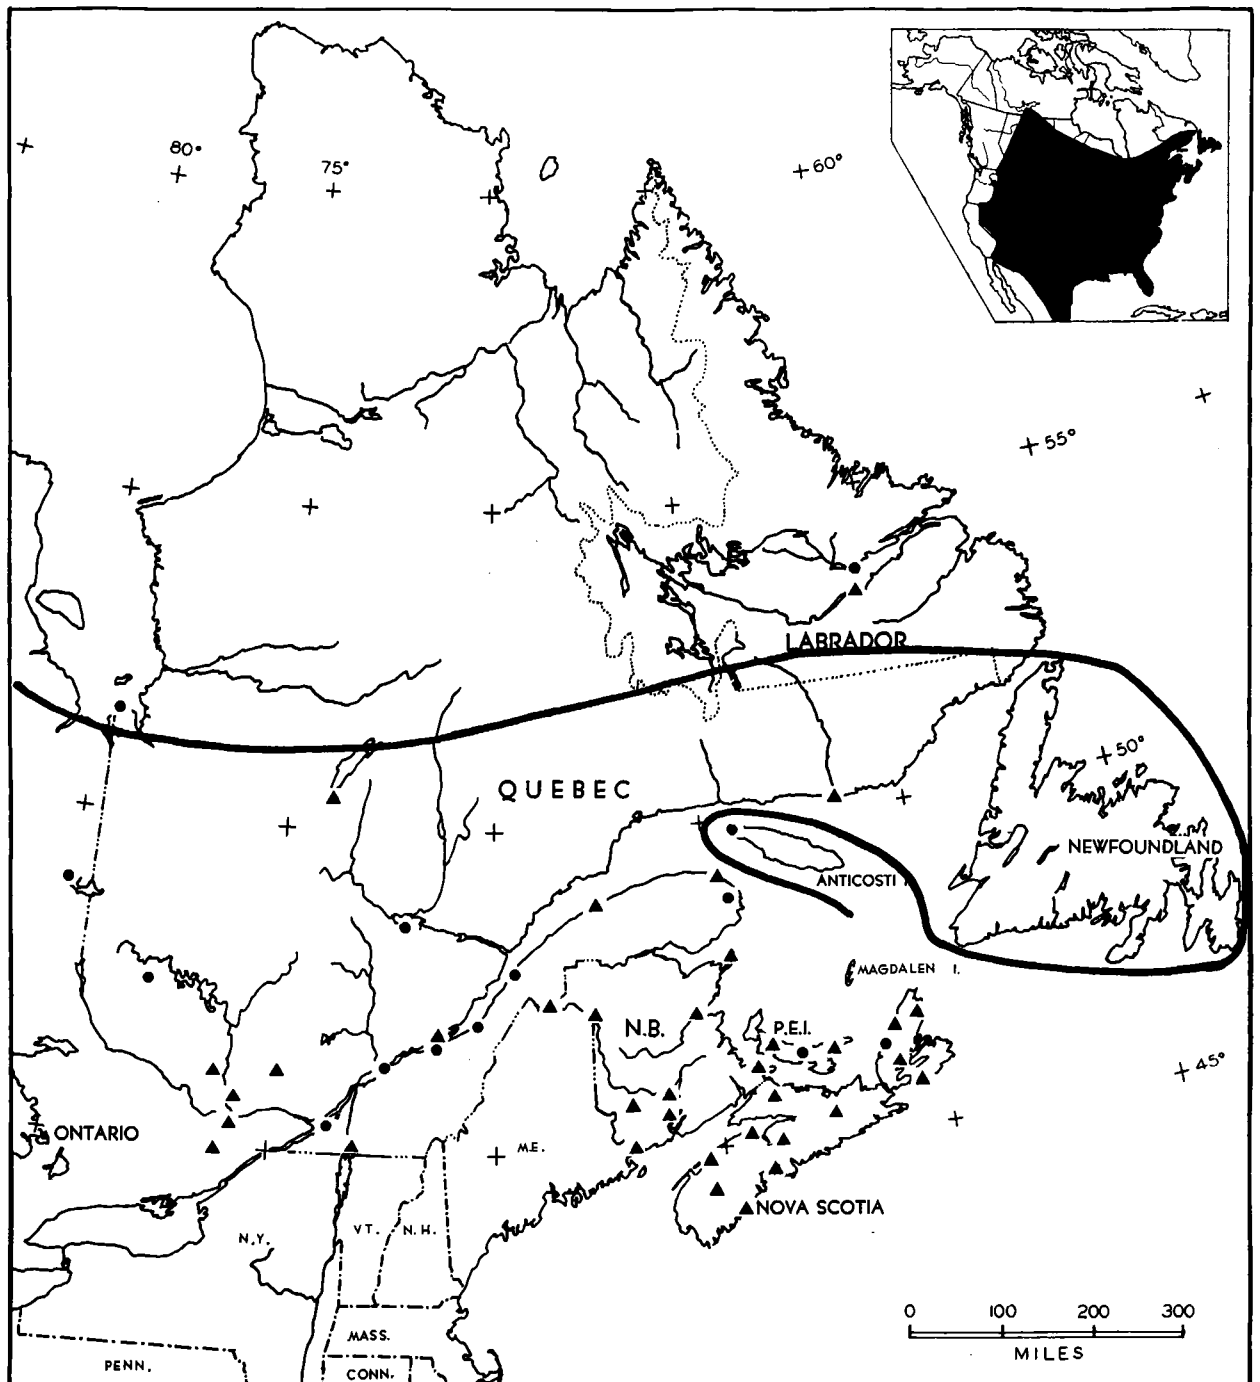 80°
75°
60°
55°
LABRADOR
50°
QUEBEC
NEWFOUNDLAND
ANTICOSTI I.
MAGDALEN I.
N.B.
P.E.I.
45°
ONTARIO
M.E.
NOVA SCOTIA
VT.
N.H.
N.Y.
0 100 200 300
MILES
MASS.
PENN.
CONN.